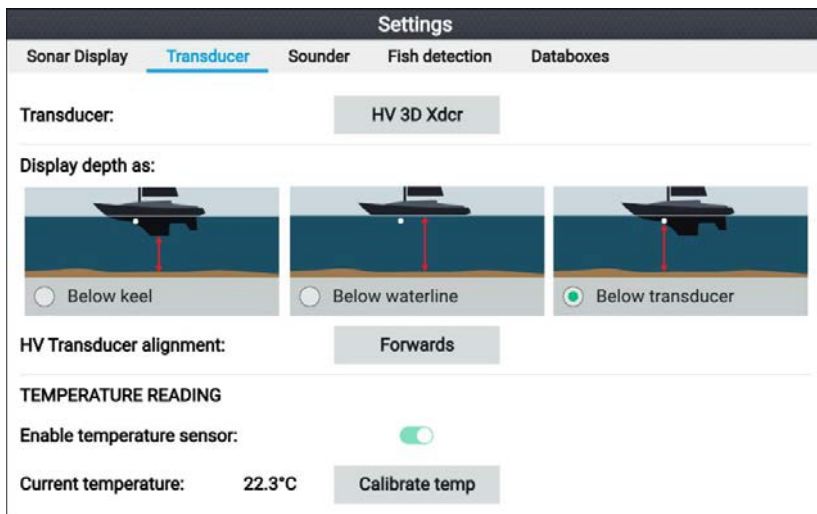 Settings
Sonar Display Transducer Sounder Fish detection Databoxes
Transducer: HV 3D Xdcr
Display depth as:
Below keel Below waterline Below transducer
HV Transducer alignment: Forwards
TEMPERATURE READING
Enable temperature sensor:
Current temperature: 22.3°C Calibrate temp